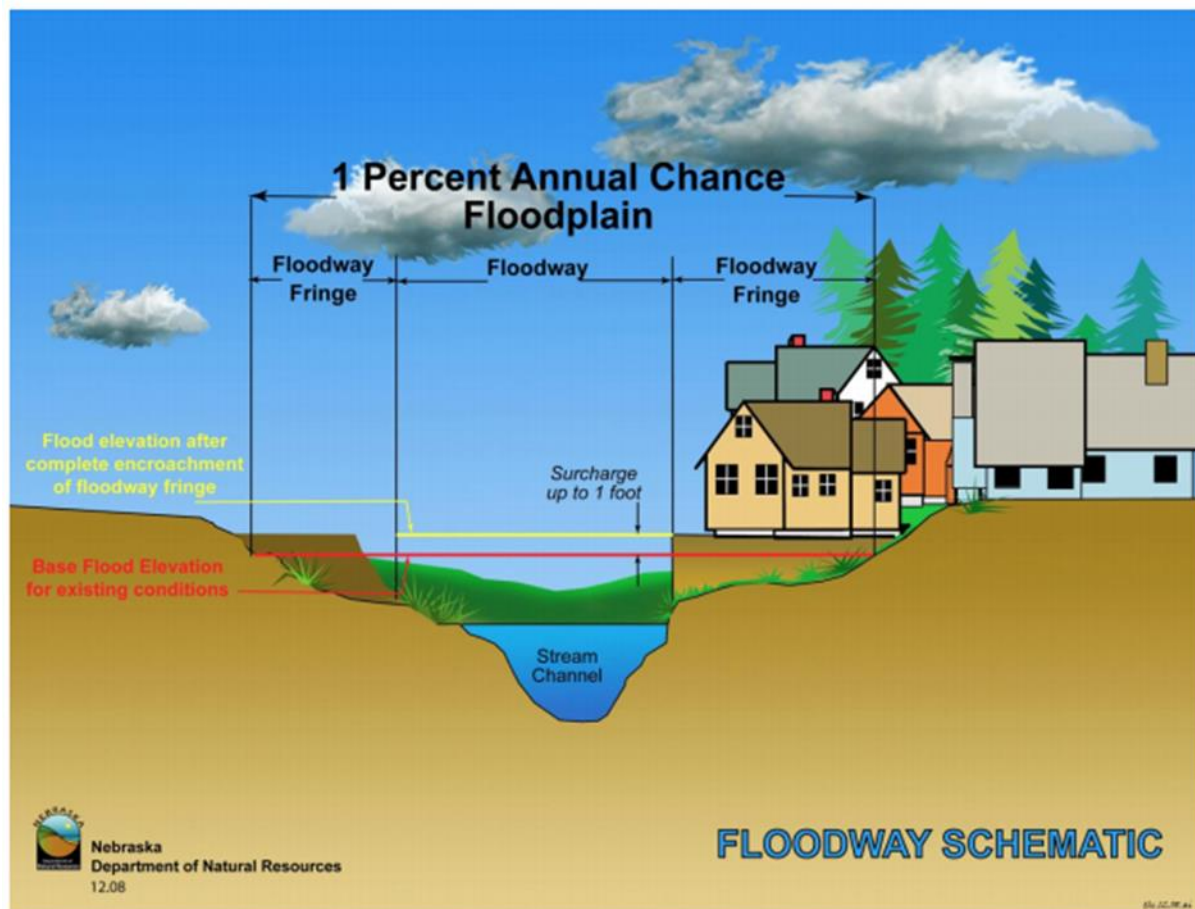 1 Percent Annual Chance
Floodplain
Floodway
Fringe
Floodway
Floodway
Fringe
Flood elevation after
complete encroachment
of floodway fringe
Surcharge
up to 1 foot
Base Flood Elevation
for existing conditions
Stream
Channel
NEBRASKA
Nebraska
Department of Natural Resources
12.08
FLOODWAY SCHEMATIC